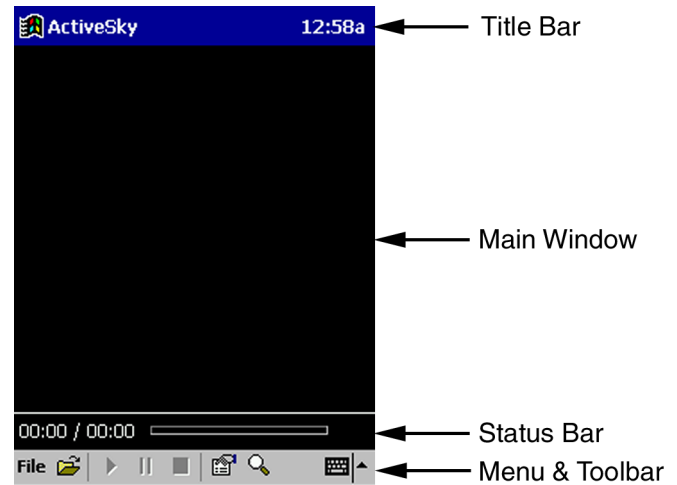 ActiveSky 12:58a Title Bar
Main Window
00:00 / 00:00 Status Bar
File Menu & Toolbar